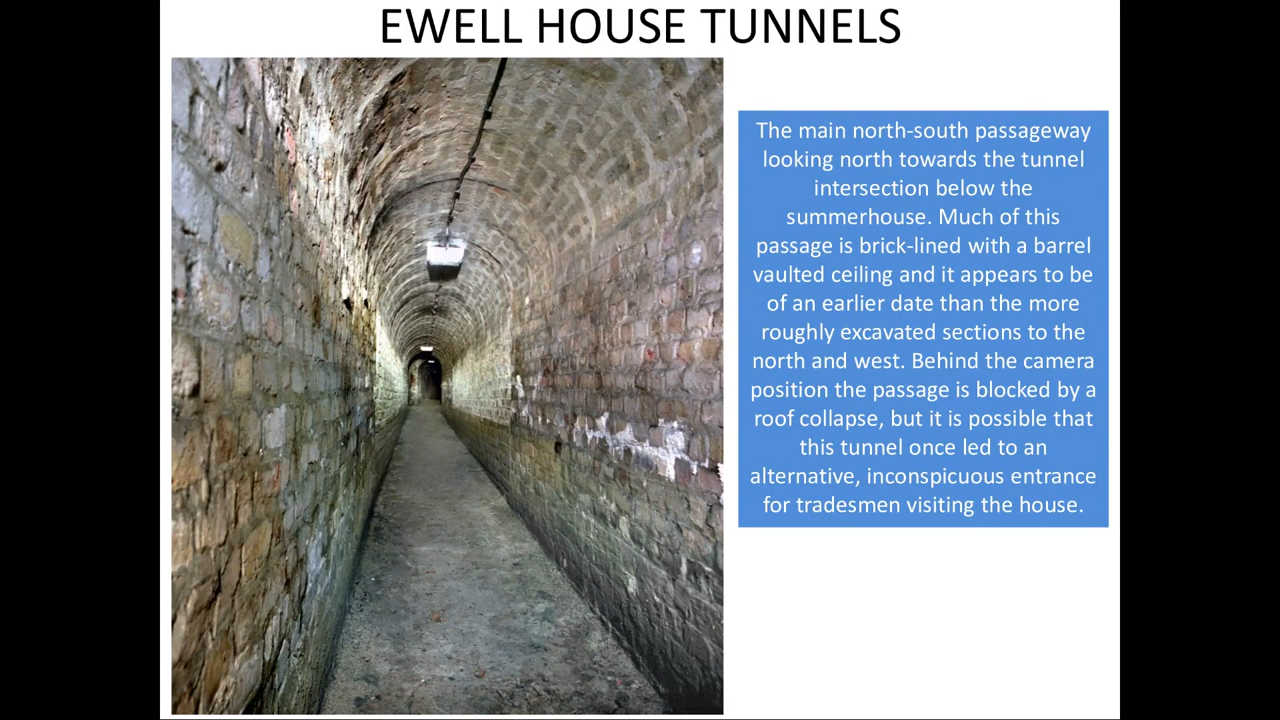 EWELL HOUSE TUNNELS
The main north-south passageway
looking north towards the tunnel
intersection below the
summerhouse. Much of this
passage is brick-lined with a barrel
vaulted ceiling and it appears to be
of an earlier date than the more
roughly excavated sections to the
north and west. Behind the camera
position the passage is blocked by a
roof collapse, but it is possible that
this tunnel once led to an
alternative, inconspicuous entrance
for tradesmen visiting the house.